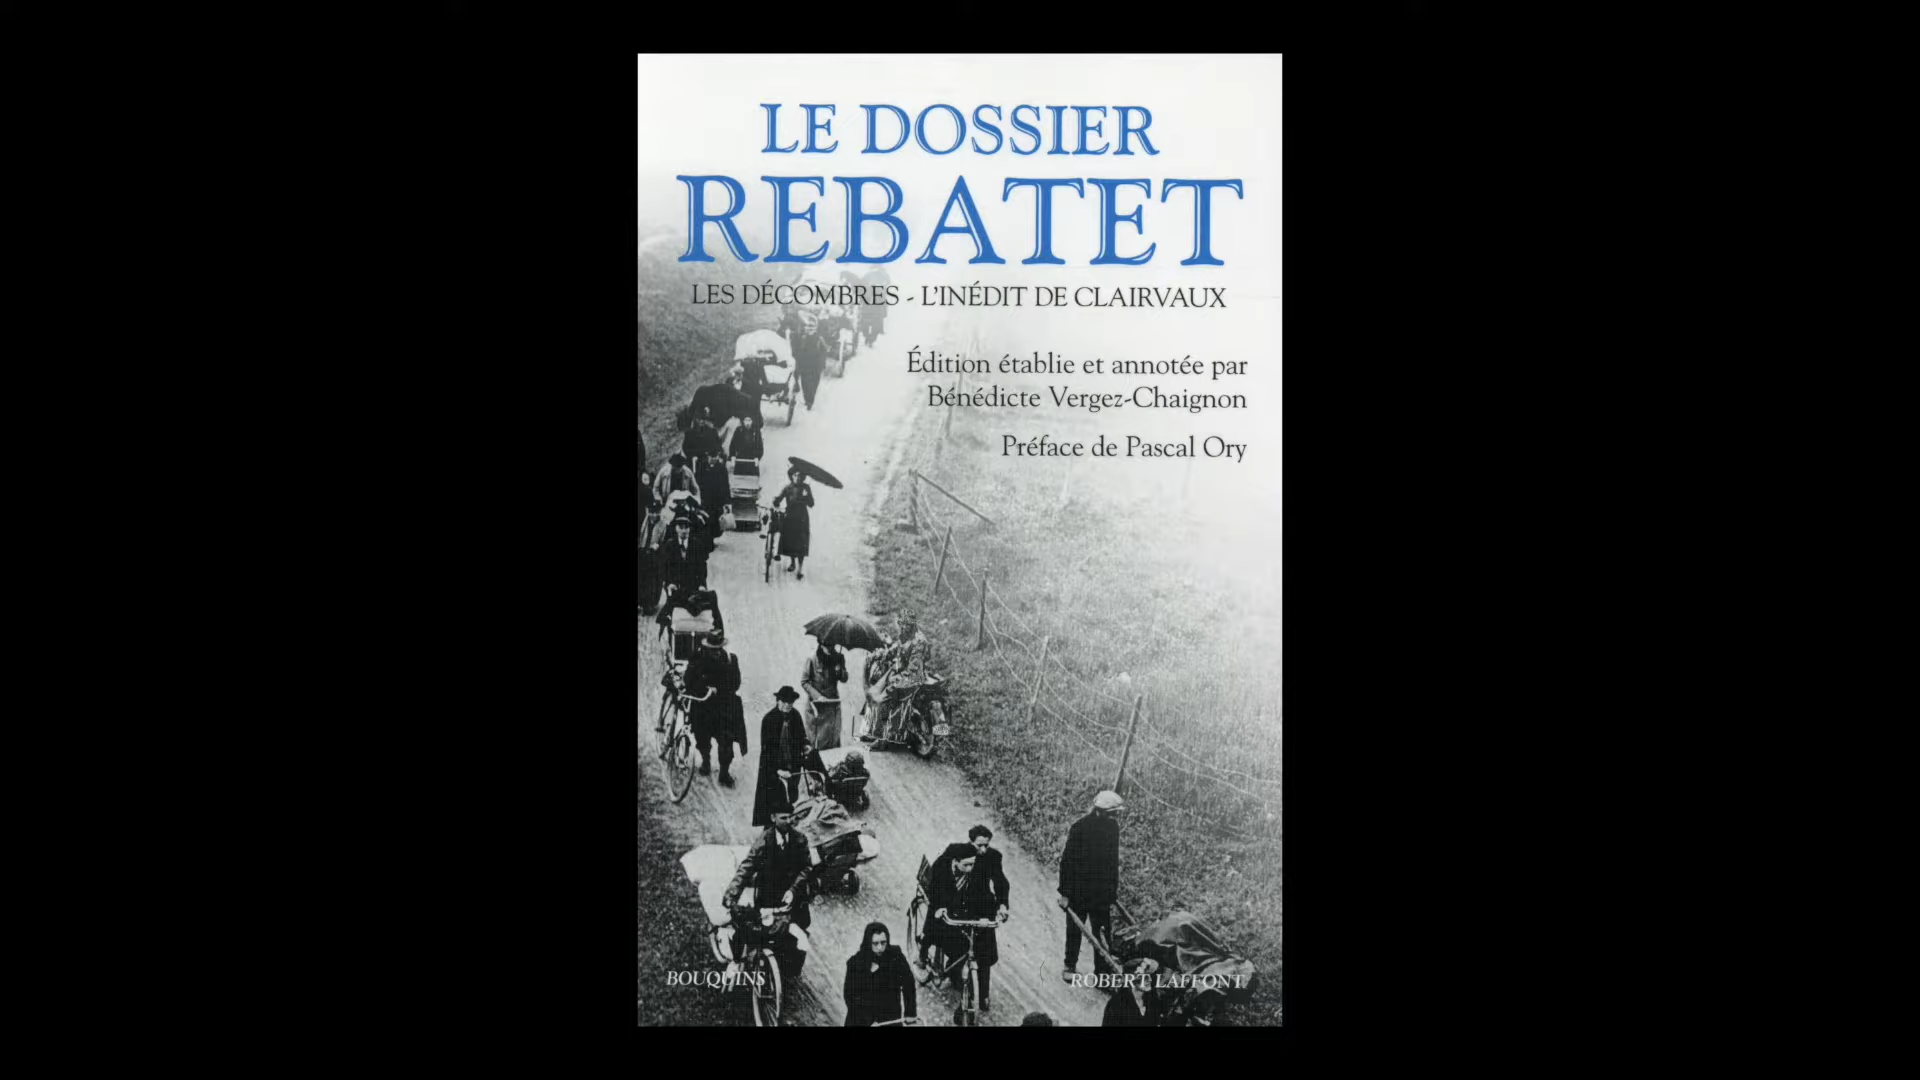 LE DOSSIER
REBATET
LES DÉCOMBRES - L'INÉDIT DE CLAIRVAUX
Édition établie et annotée par
Bénédicte Vergez-Chaignon
Préface de Pascal Ory
BOUQUINS
ROBERT LAFFONT